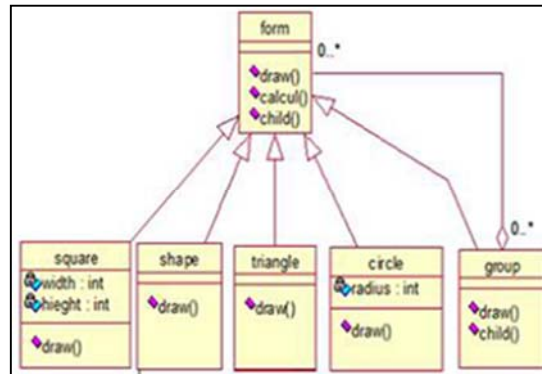 form
draw()
calcul()
child()
0..*
0..*
square
width : int
hieght : int
draw()
shape
draw()
triangle
draw()
circle
radius : int
draw()
group
draw()
child()